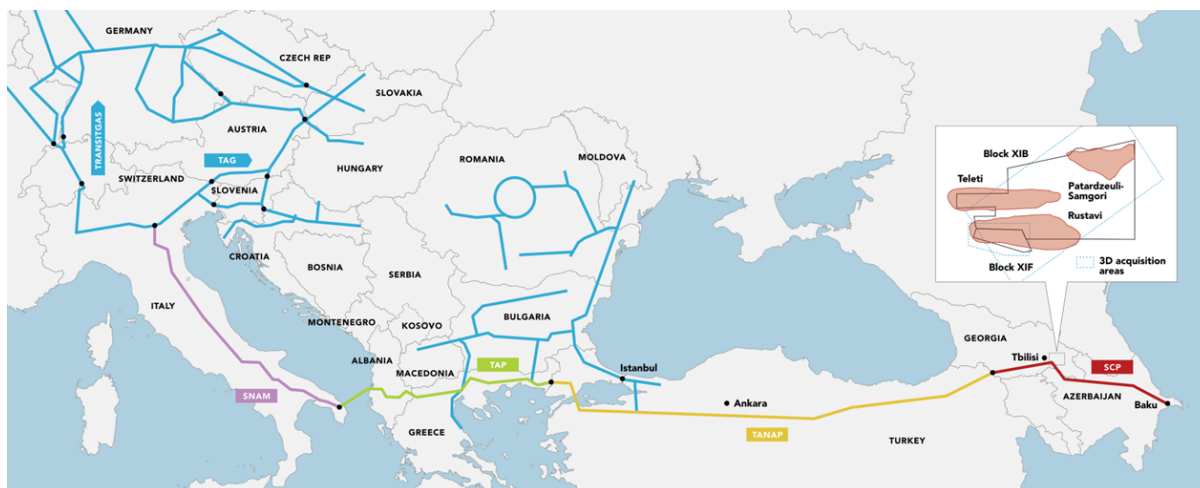 GERMANY
CZECH REP
SLOVAKIA
TRANSITGAS
AUSTRIA
TAG
SWITZERLAND
SLOVENIA
HUNGARY
ROMANIA
MOLDOVA
CROATIA
BOSNIA
SERBIA
ITALY
MONTENEGRO
KOSOVO
BULGARIA
ALBANIA
MACEDONIA
TAP
Istanbul
SNAM
GREECE
Ankara
TANAP
TURKEY
GEORGIA
Tbilisi
SCP
AZERBAIJAN
Baku
Block XIB
Teleti
Patardzeuli-
Samgori
Rustavi
Block XIF
3D acquisition
areas